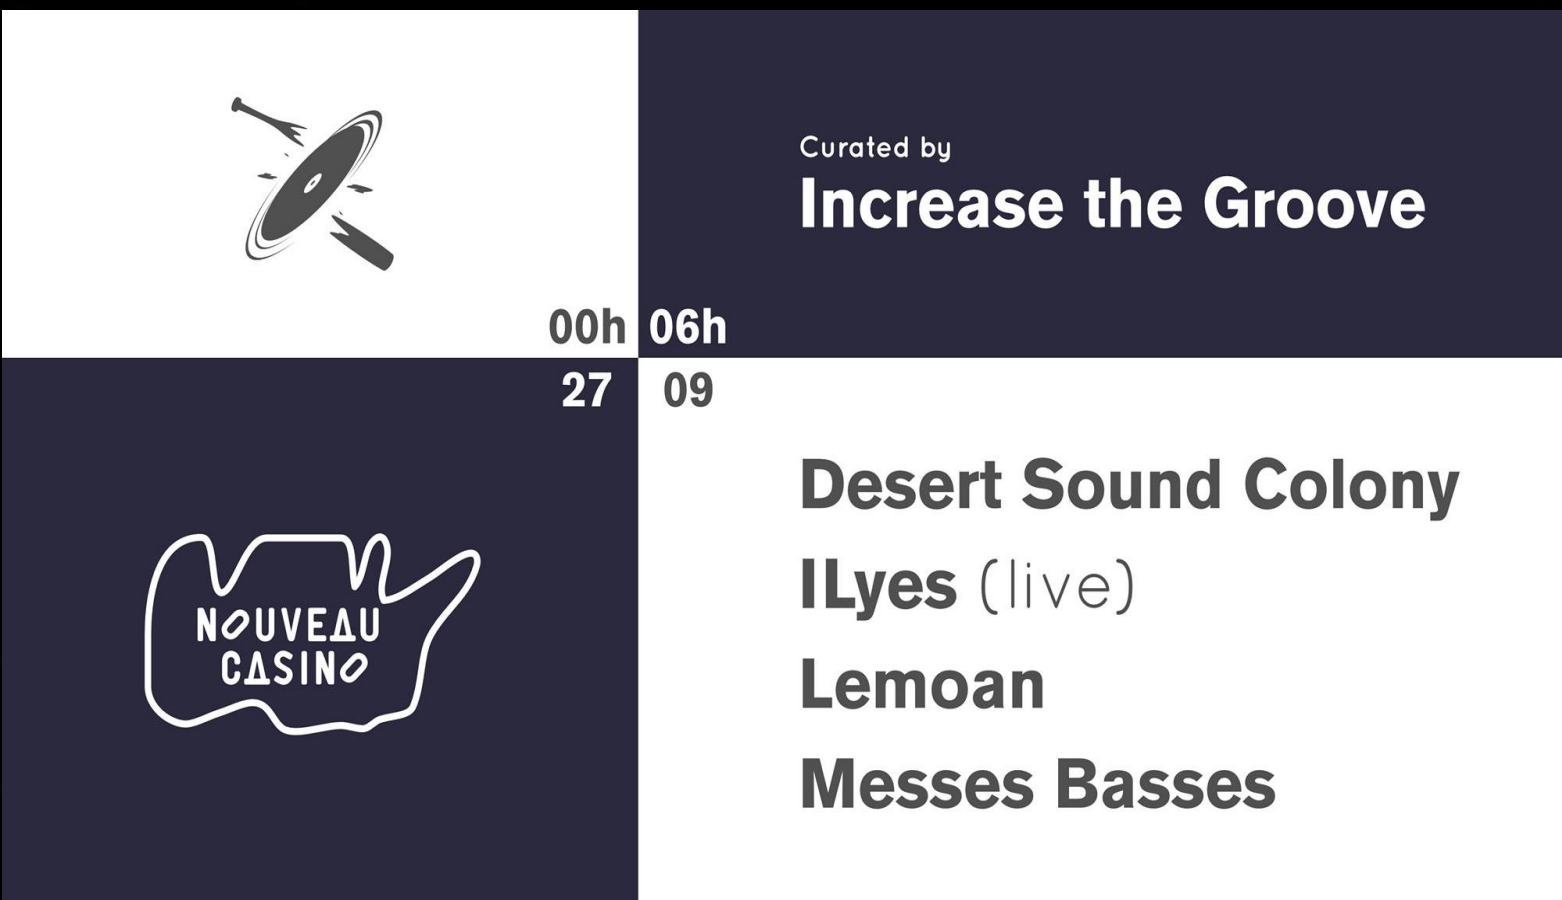 Curated by
Increase the Groove
00h 06h
27 09
NOUVEAU
CASINO
Desert Sound Colony
ILyes (live)
Lemoan
Messes Basses